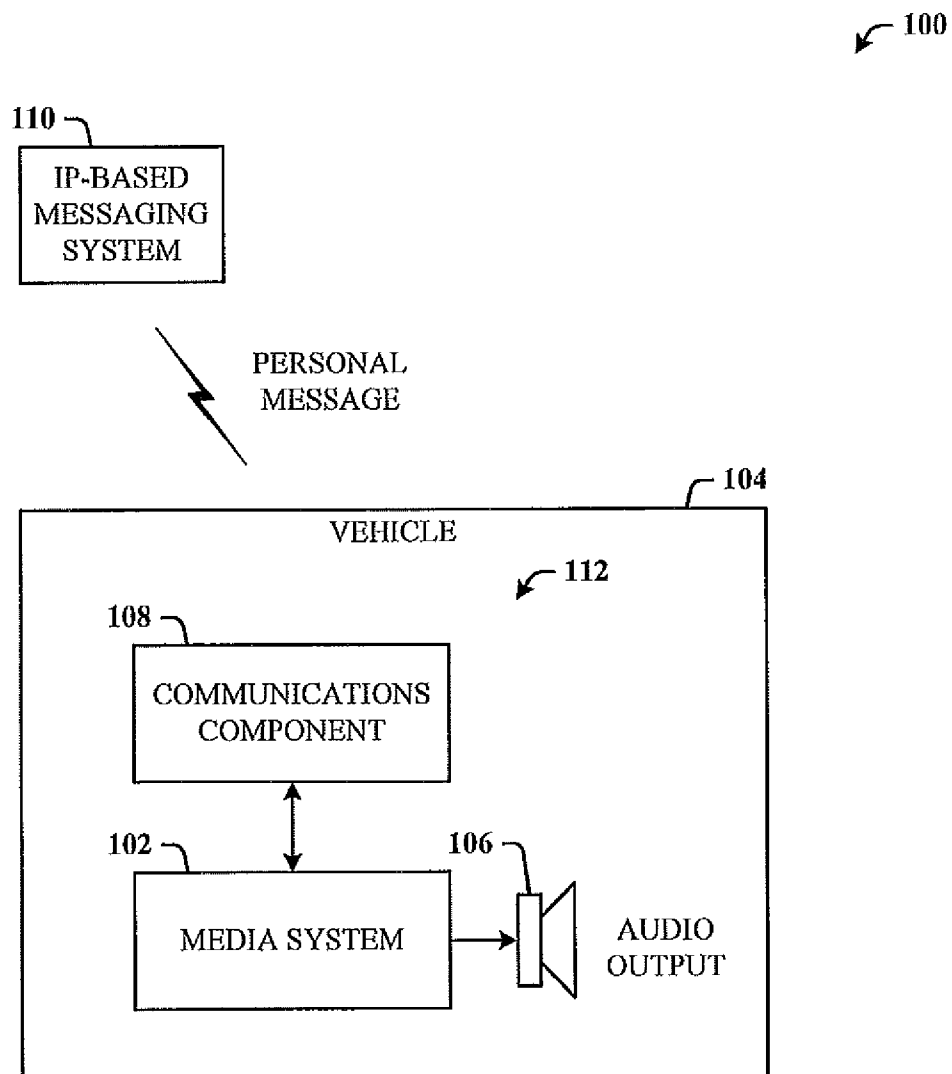 100
110
IP-BASED
MESSAGING
SYSTEM
PERSONAL
MESSAGE
104
VEHICLE
112
108
COMMUNICATIONS
COMPONENT
102
106
MEDIA SYSTEM
AUDIO
OUTPUT